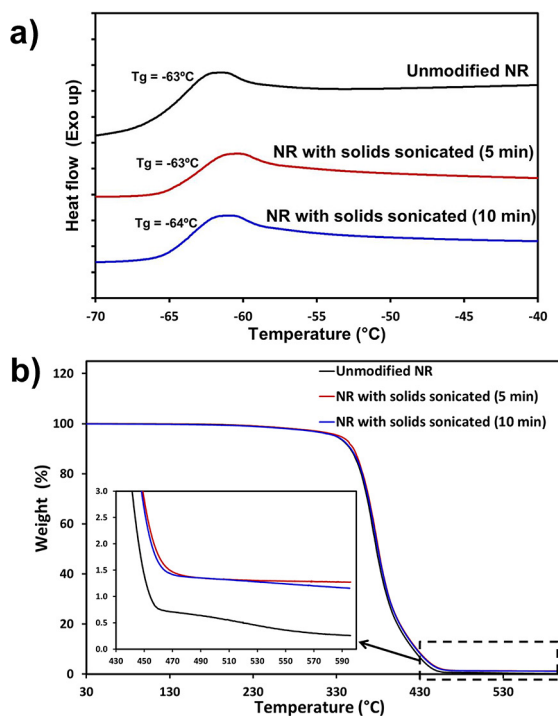 a)
Heat flow (Exo up)
Tg = -63ºC
Unmodified NR
Tg = -63ºC
NR with solids sonicated (5 min)
Tg = -64ºC
NR with solids sonicated (10 min)
-70 -65 -60 -55 -50 -45 -40
Temperature (°C)
b)
Weight (%)
120
100
80
60
40
20
0
Unmodified NR
NR with solids sonicated (5 min)
NR with solids sonicated (10 min)
3.0
2.5
2.0
1.5
1.0
0.5
0.0
430 450 470 490 510 530 550 570 590
30 130 230 330 430 530
Temperature (°C)